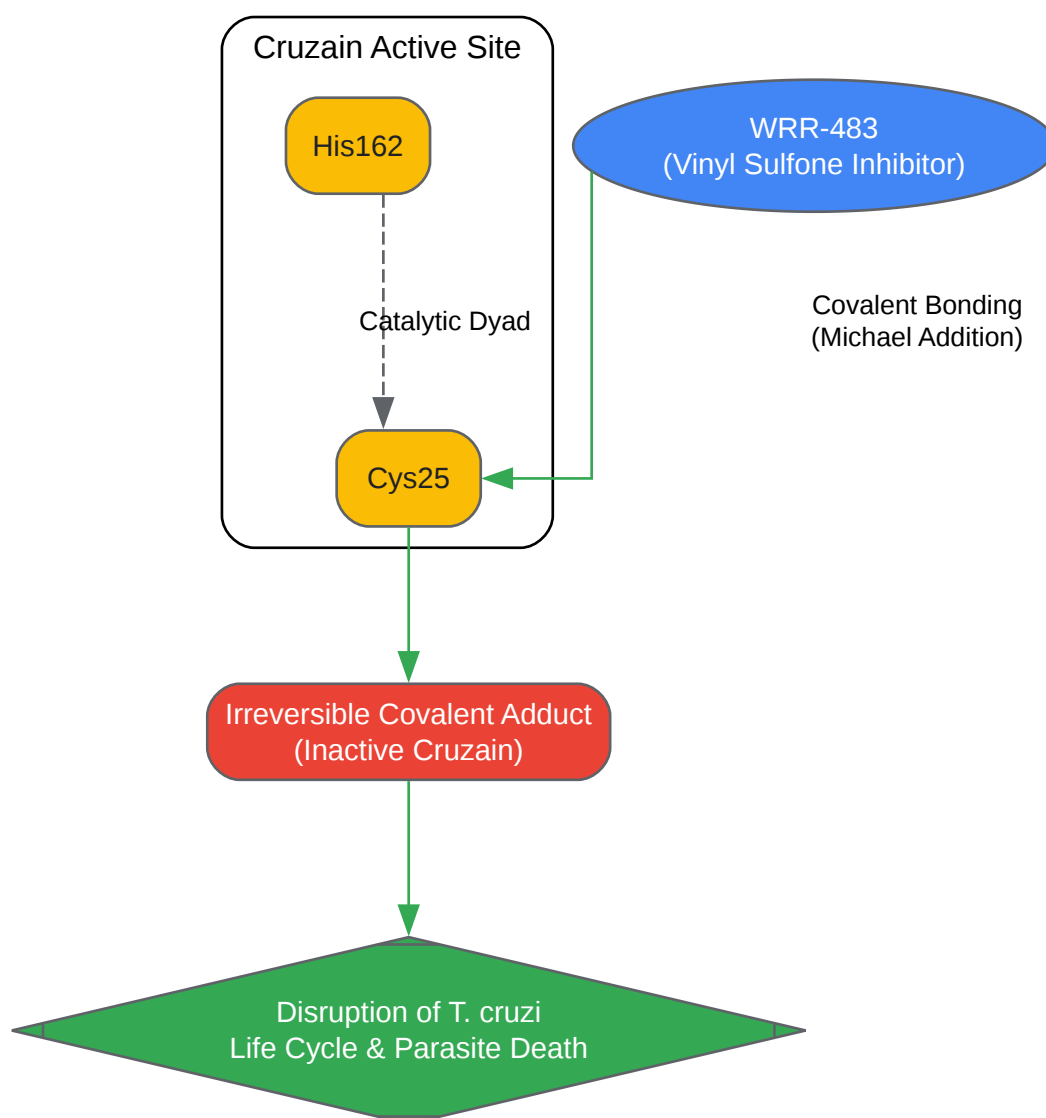 Cruzain Active Site
His162
WRR-483
(Vinyl Sulfone Inhibitor)
Covalent Bonding
(Michael Addition)
Catalytic Dyad
Cys25
Irreversible Covalent Adduct
(Inactive Cruzain)
Disruption of T. cruzi
Life Cycle & Parasite Death